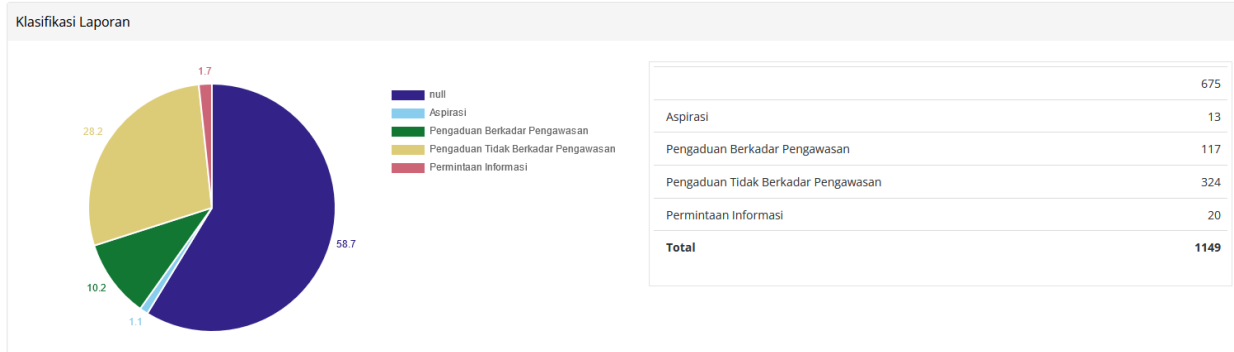 Klasifikasi Laporan
1.7
28.2
58.7
10.2
1.1
null
Aspirasi
Pengaduan Berkadar Pengawasan
Pengaduan Tidak Berkadar Pengawasan
Permintaan Informasi
675
Aspirasi 13
Pengaduan Berkadar Pengawasan 117
Pengaduan Tidak Berkadar Pengawasan 324
Permintaan Informasi 20
Total 1149